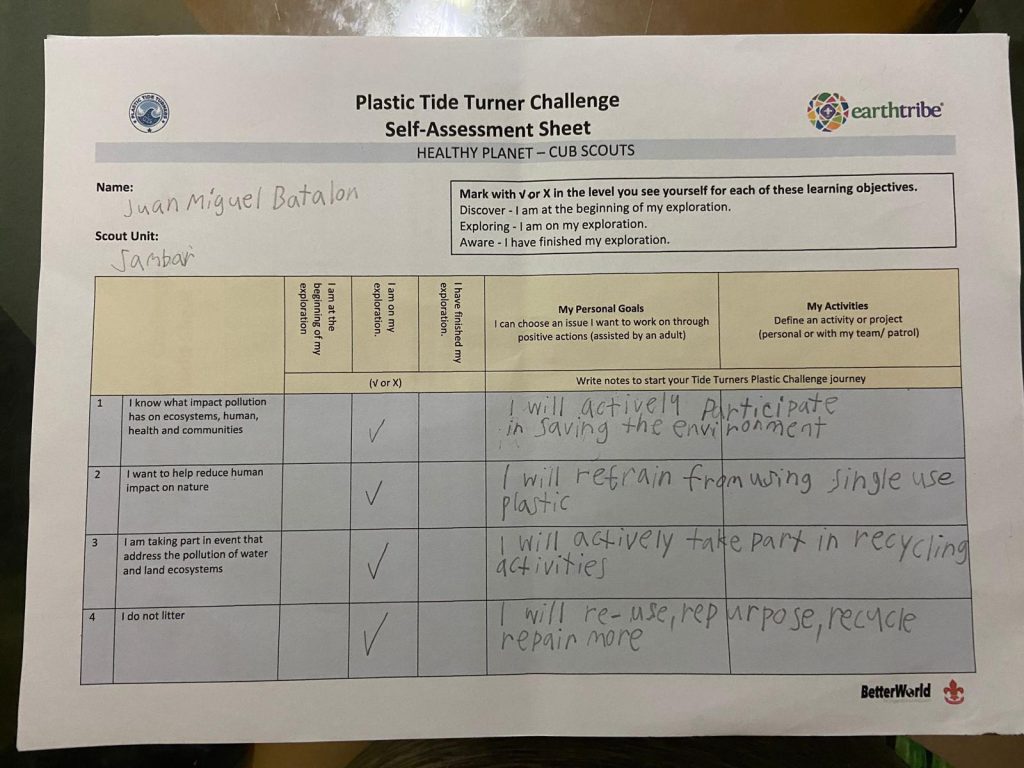 Plastic Tide Turner Challenge
Self-Assessment Sheet
PLASTIC TIDE TURNERS
earthtribe
HEALTHY PLANET – CUB SCOUTS
Name:
Juan Miguel Batalon
Scout Unit:
Sambar
Mark with √ or X in the level you see yourself for each of these learning objectives.
Discover - I am at the beginning of my exploration.
Exploring - I am on my exploration.
Aware - I have finished my exploration.
I am at the
beginning of my
exploration
I am on my
exploration.
I have finished my
exploration.
My Personal Goals
I can choose an issue I want to work on through
positive actions (assisted by an adult)
My Activities
Define an activity or project
(personal or with my team/ patrol)
(√ or X)
Write notes to start your Tide Turners Plastic Challenge journey
1
I know what impact pollution
has on ecosystems, human,
health and communities
✓
I will actively participate
in saving the environment
2
I want to help reduce human
impact on nature
✓
I will refrain from using single use
plastic
3
I am taking part in event that
address the pollution of water
and land ecosystems
✓
I will actively take part in recycling
activities
4
I do not litter
✓
I will re-use, repurpose, recycle
repair more
BetterWorld